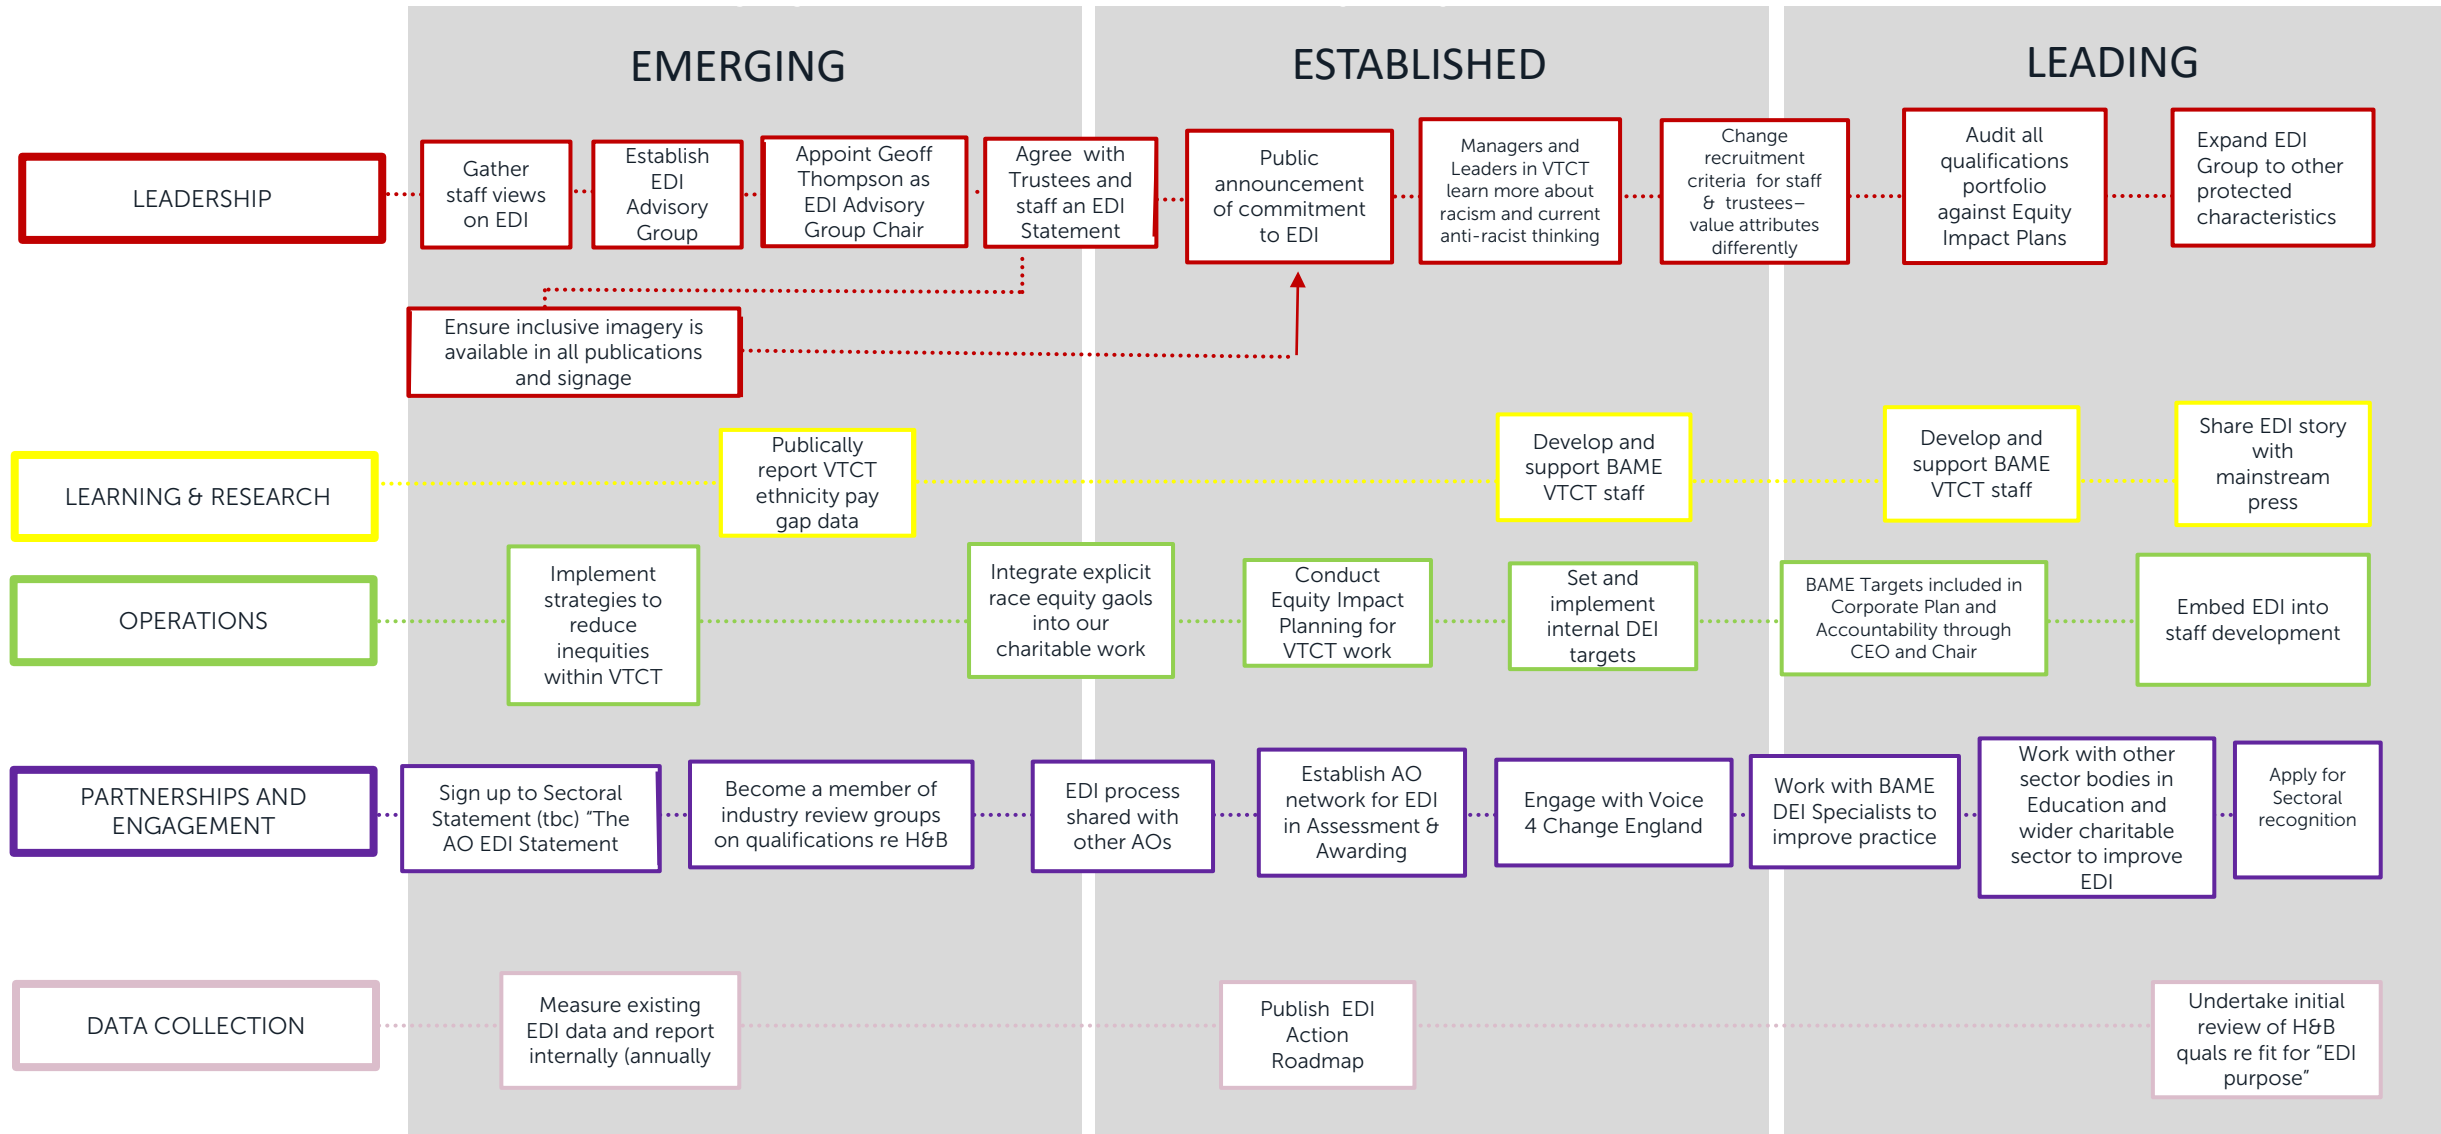 EMERGING
ESTABLISHED
LEADING
LEADERSHIP
Gather
staff views
on EDI
Establish
EDI
Advisory
Group
Appoint Geoff
Thompson as
EDI Advisory
Group Chair
Agree with
Trustees and
staff an EDI
Statement
Public
announcement
of commitment
to EDI
Managers and
Leaders in VTCT
learn more about
racism and current
anti-racist thinking
Change
recruitment
criteria for staff
& trustees–
value attributes
differently
Audit all
qualifications
portfolio
against Equity
Impact Plans
Expand EDI
Group to other
protected
characteristics
Ensure inclusive imagery is
available in all publications
and signage
LEARNING & RESEARCH
Publically
report VTCT
ethnicity pay
gap data
Develop and
support BAME
VTCT staff
Develop and
support BAME
VTCT staff
Share EDI story
with
mainstream
press
OPERATIONS
Implement
strategies to
reduce
inequities
within VTCT
Integrate explicit
race equity gaols
into our
charitable work
Conduct
Equity Impact
Planning for
VTCT work
Set and
implement
internal DEI
targets
BAME Targets included in
Corporate Plan and
Accountability through
CEO and Chair
Embed EDI into
staff development
PARTNERSHIPS AND
ENGAGEMENT
Sign up to Sectoral
Statement (tbc) “The
AO EDI Statement
Become a member of
industry review groups
on qualifications re H&B
EDI process
shared with
other AOs
Establish AO
network for EDI
in Assessment &
Awarding
Engage with Voice
4 Change England
Work with BAME
DEI Specialists to
improve practice
Work with other
sector bodies in
Education and
wider charitable
sector to improve
EDI
Apply for
Sectoral
recognition
DATA COLLECTION
Measure existing
EDI data and report
internally (annually
Publish EDI
Action
Roadmap
Undertake initial
review of H&B
quals re fit for “EDI
purpose”